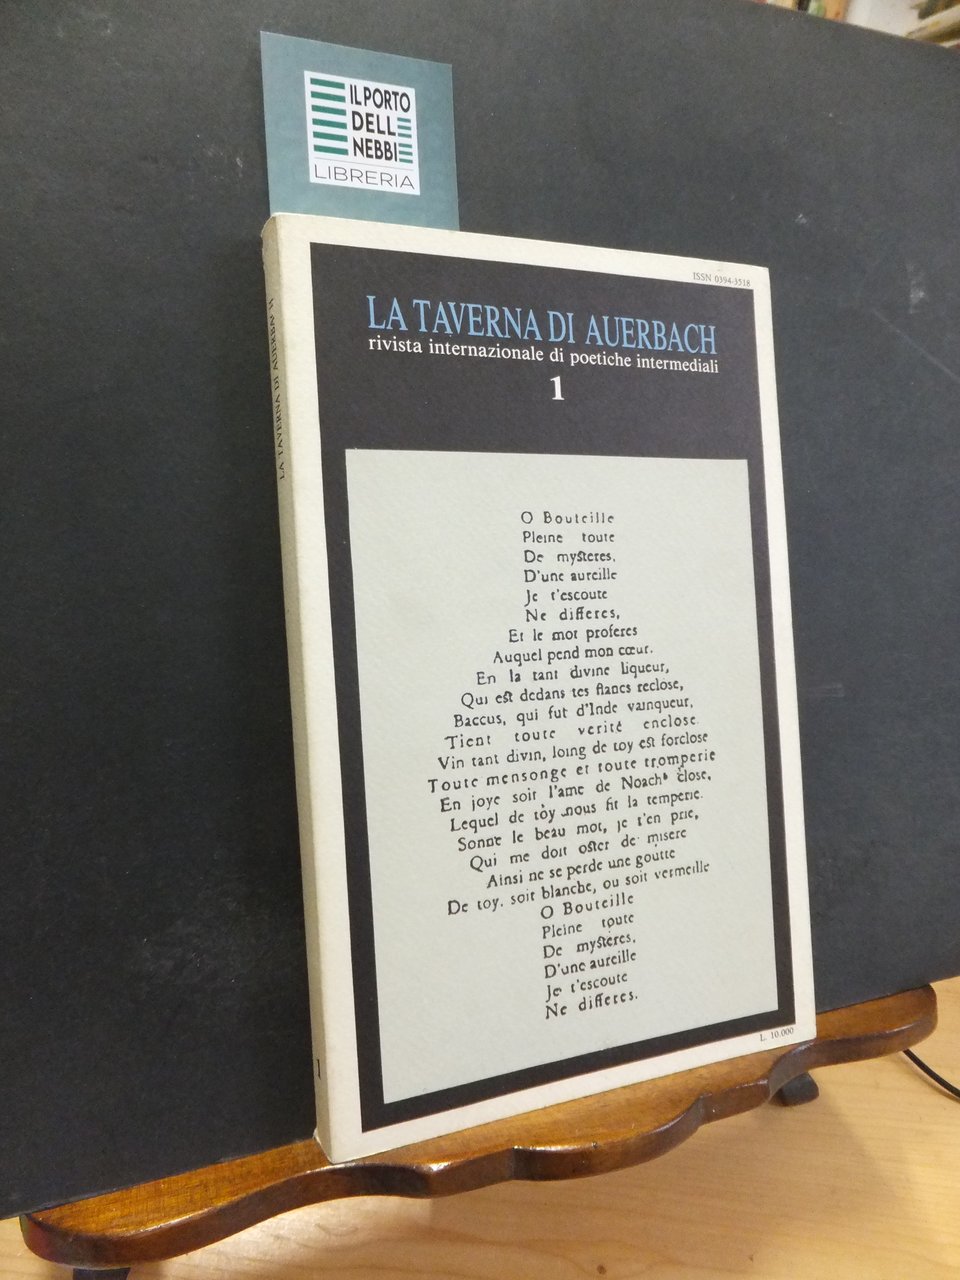 IL PORTO
DELL
NEBBI
LIBRERIA
ISSN 0394-3518
LA TAVERNA DI AUERBACH
rivista internazionale di poetiche intermediali
1
O Bouteille
Pleine toute
De mysteres,
D'une aureille
Je t'escoute
Ne differes,
Et le mot proferes
Auquel pend mon cœur.
En la tant divine liqueur,
Qui est dedans tes flancs reclose,
Baccus, qui fut d'Inde vainqueur,
Tient toute verité enclose.
Vin tant divin, loing de toy est forclose
Toute mensonge et toute tromperie
En joye soit l'ame de Noach close,
Lequel de toy nous fit la temperie.
Sonne le beau mot, je t'en prie,
Qui me doit oster de misere
Ainsi ne se perde une goutte
De toy. soit blanche, ou soit vermeille
O Bouteille
Pleine toute
De mysteres,
D'une aureille
Je t'escoute
Ne differes.
L. 10.000
LA TAVERNA DI AUERBACH
1